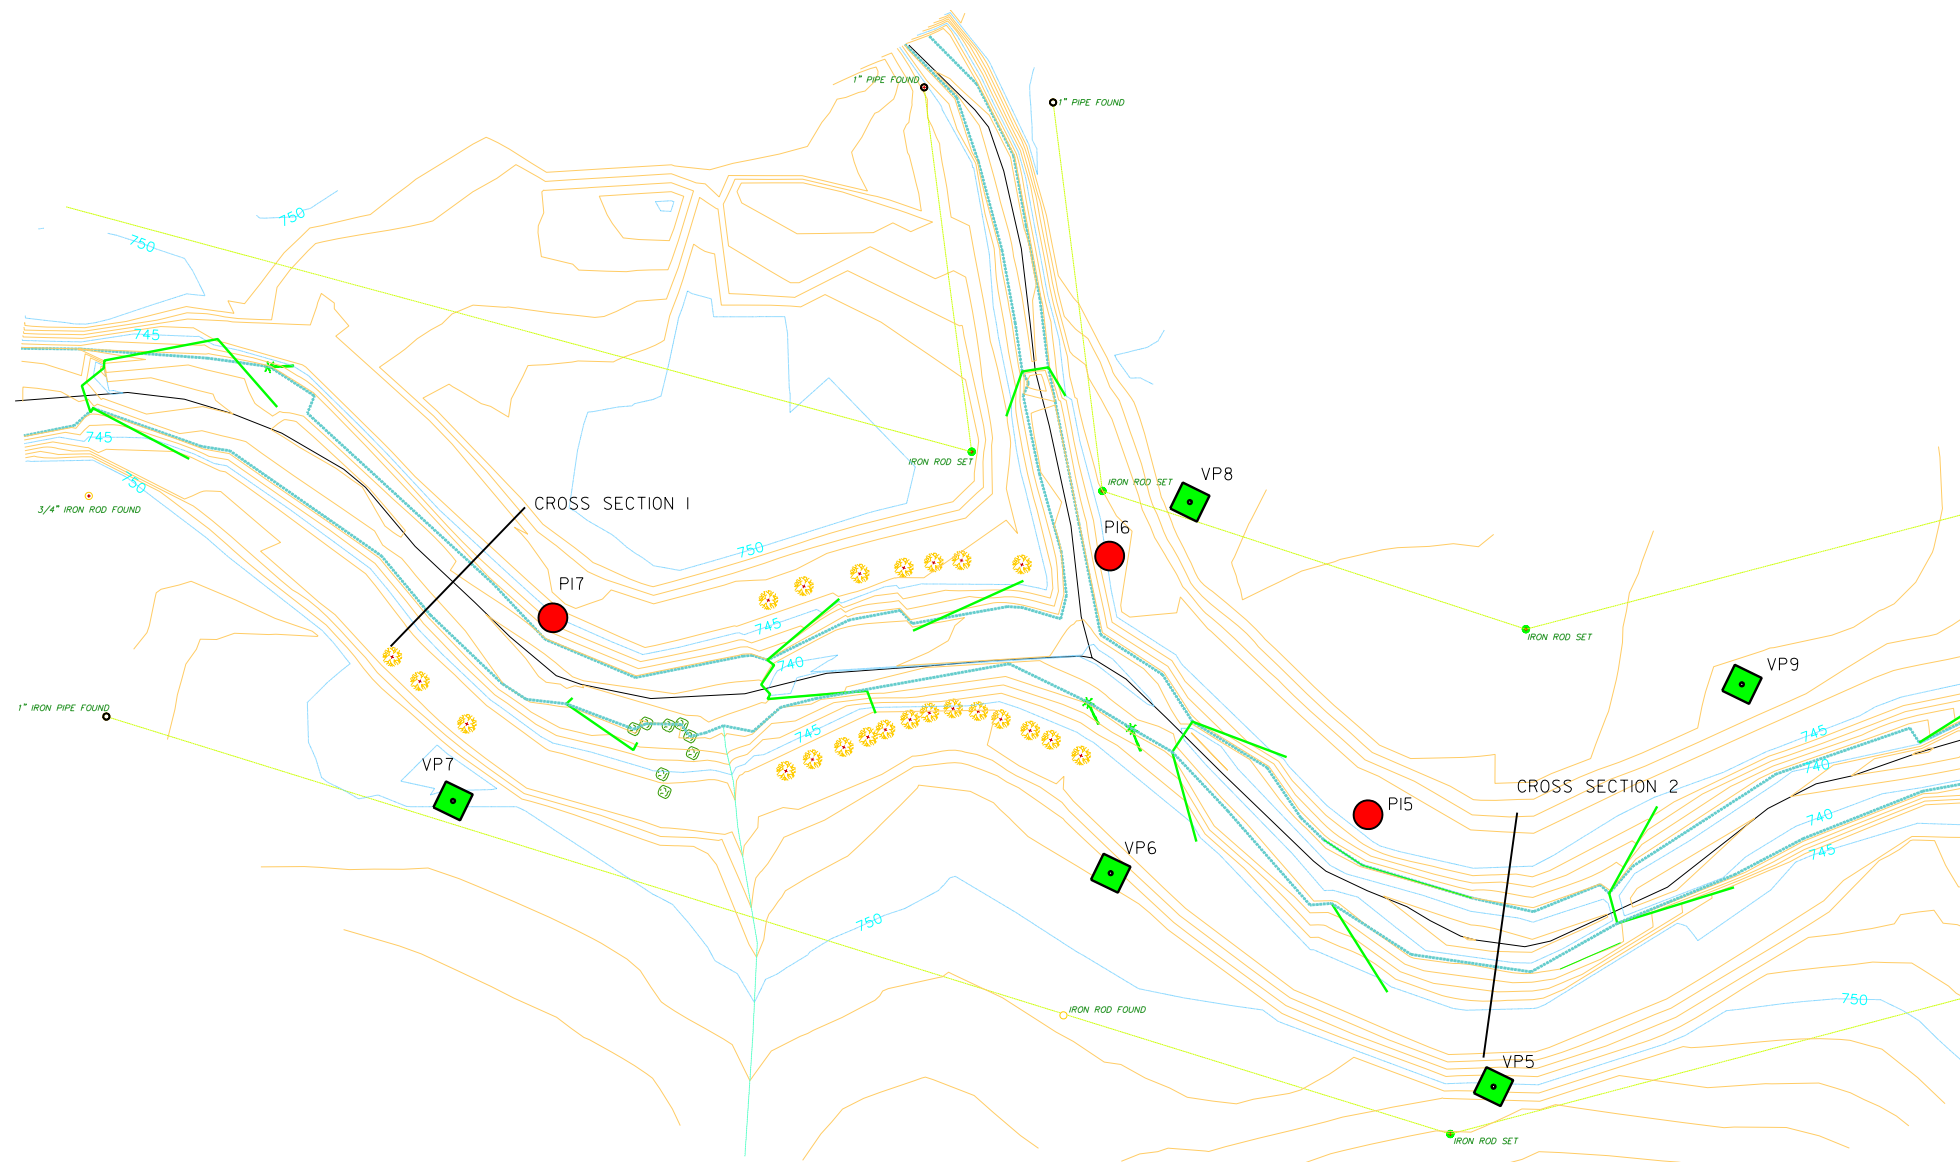 1" PIPE FOUND
1" PIPE FOUND
750
750
745
IRON ROD SET
745
IRON ROD SET
VP8
750
3/4" IRON ROD FOUND
CROSS SECTION 1
PI6
750
PI7
745
IRON ROD SET
740
VP9
1" IRON PIPE FOUND
745
745
VP7
740
CROSS SECTION 2
PI5
740
VP6
745
750
750
IRON ROD FOUND
VP5
IRON ROD SET